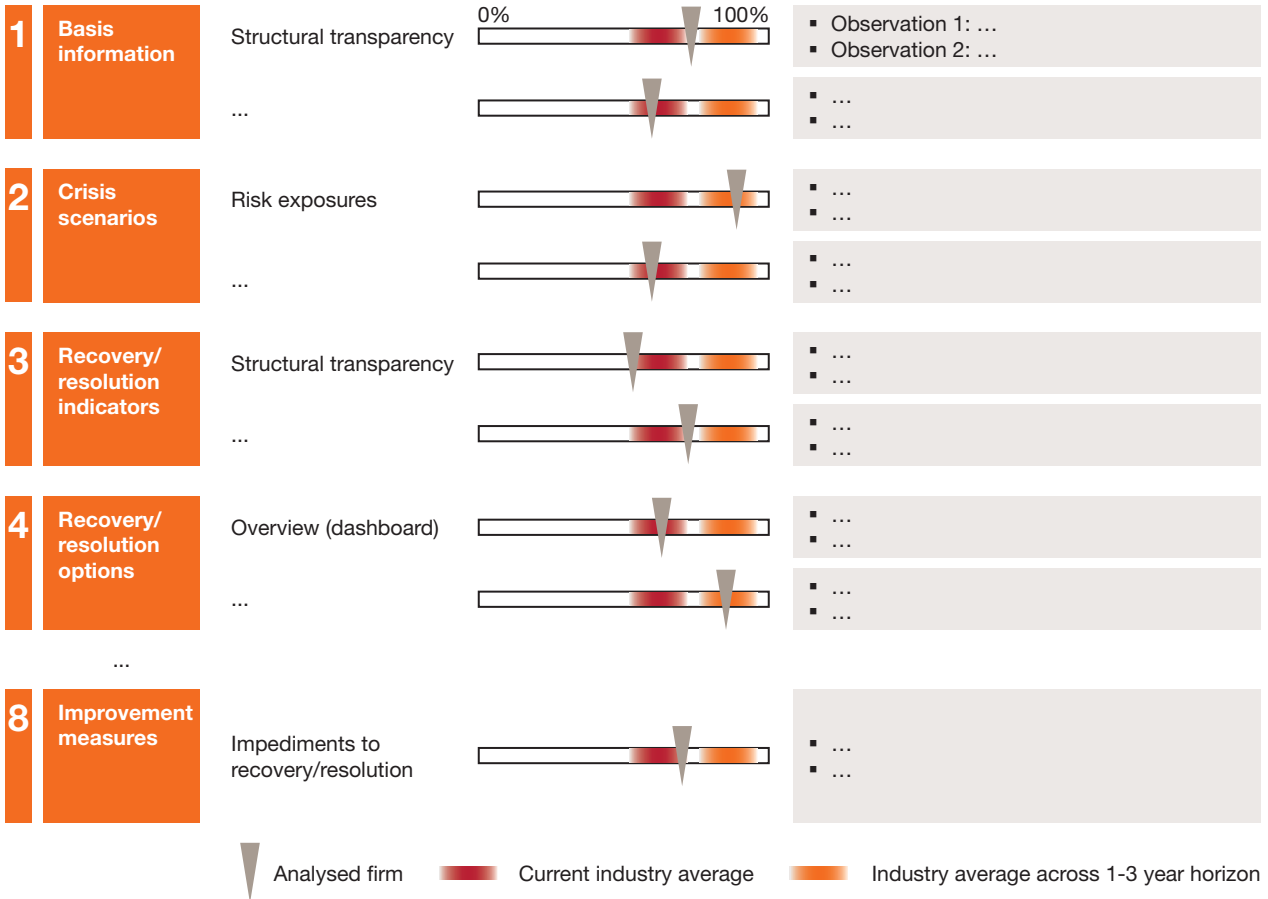 0% 100%
1 Basis information
Structural transparency
▪ Observation 1: ...
▪ Observation 2: ...
...
▪ ...
▪ ...
2 Crisis scenarios
Risk exposures
▪ ...
▪ ...
...
▪ ...
▪ ...
3 Recovery/
resolution
indicators
Structural transparency
▪ ...
▪ ...
...
▪ ...
▪ ...
4 Recovery/
resolution
options
Overview (dashboard)
▪ ...
▪ ...
...
▪ ...
▪ ...
...
8 Improvement
measures
Impediments to
recovery/resolution
▪ ...
▪ ...
Analysed firm Current industry average Industry average across 1-3 year horizon